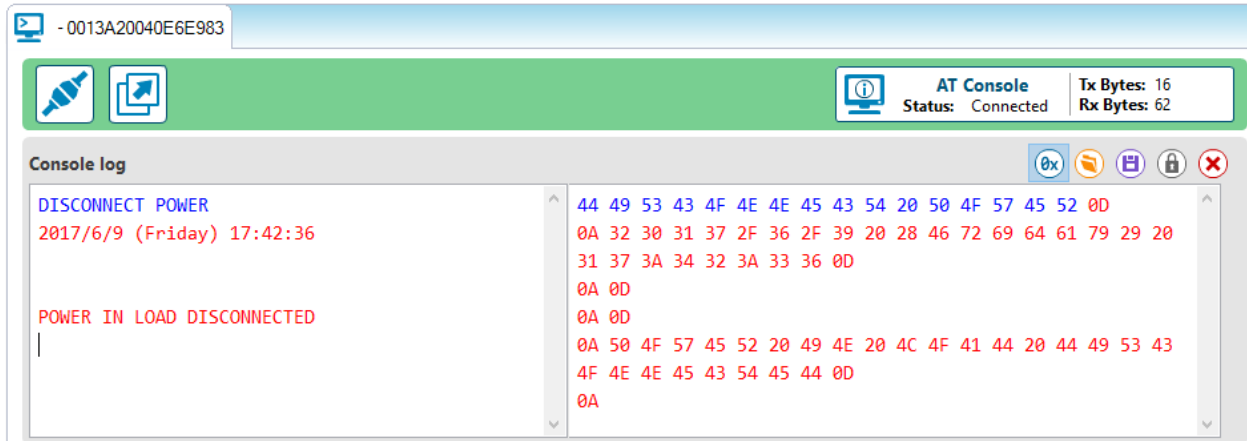 - 0013A20040E6E983
AT Console
Status: Connected
Tx Bytes: 16
Rx Bytes: 62
Console log
0x
DISCONNECT POWER
2017/6/9 (Friday) 17:42:36
POWER IN LOAD DISCONNECTED
44 49 53 43 4F 4E 4E 45 43 54 20 50 4F 57 45 52 0D
0A 32 30 31 37 2F 36 2F 39 20 28 46 72 69 64 61 79 29 20
31 37 3A 34 32 3A 33 36 0D
0A 0D
0A 0D
0A 50 4F 57 45 52 20 49 4E 20 4C 4F 41 44 20 44 49 53 43
4F 4E 4E 45 43 54 45 44 0D
0A